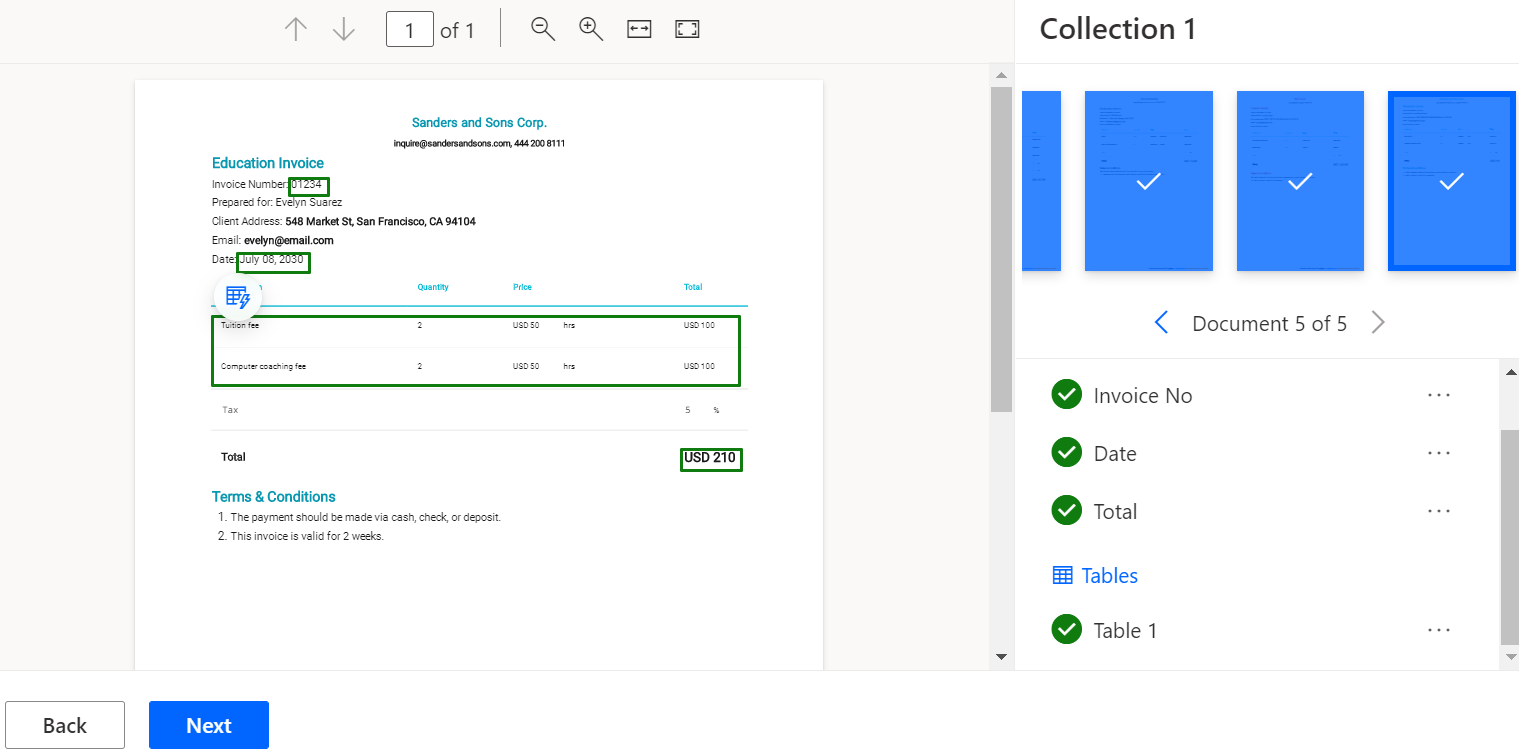 1 of 1
Collection 1
Sanders and Sons Corp.
inquire@sandersandsons.com, 444 200 8111
Education Invoice
Invoice Number: 01234
Prepared for: Evelyn Suarez
Client Address: 548 Market St, San Francisco, CA 94104
Email: evelyn@email.com
Date: July 08, 2030
Quantity Price Total
Tuition fee 2 USD 50 hrs USD 100
Computer coaching fee 2 USD 50 hrs USD 100
Tax 5 %
Total USD 210
Terms & Conditions
1. The payment should be made via cash, check, or deposit.
2. This invoice is valid for 2 weeks.
Document 5 of 5
Invoice No
Date
Total
Tables
Table 1
Back
Next